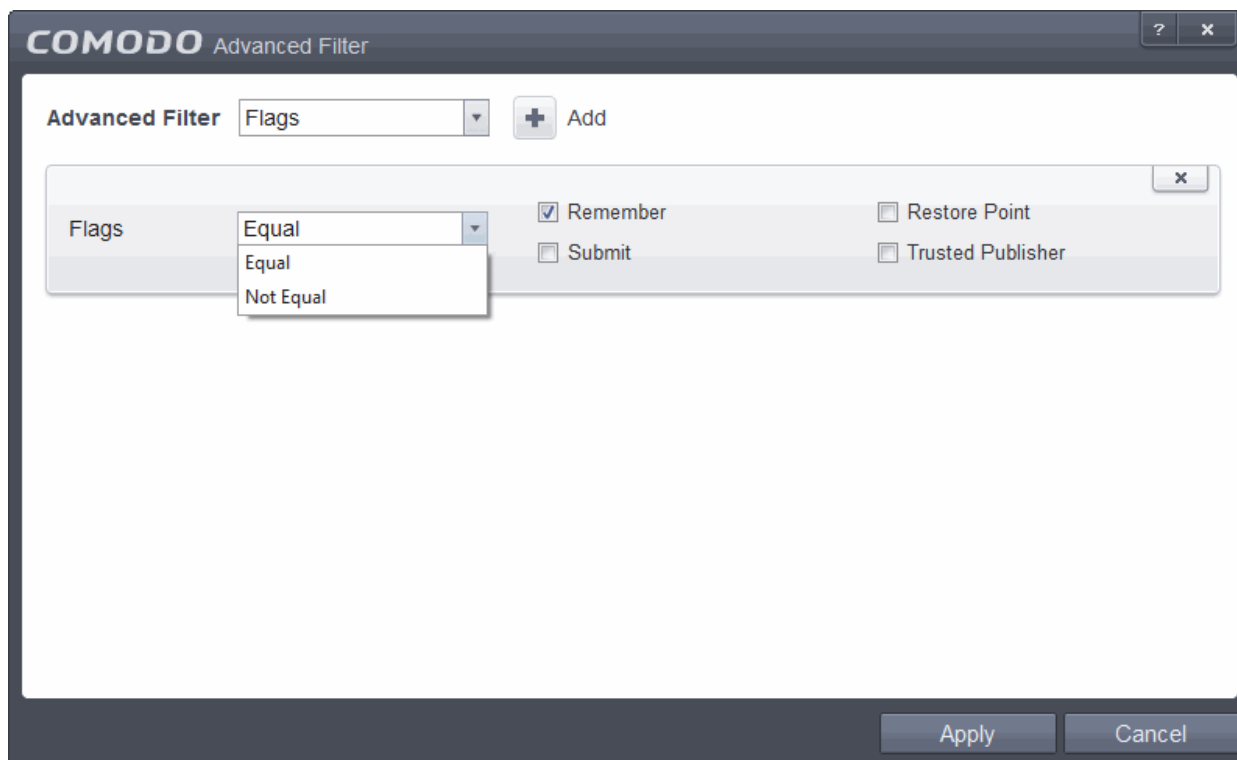 COMODO Advanced Filter ? x
Advanced Filter Flags + Add
x
Flags Equal Remember Restore Point
Equal Submit Trusted Publisher
Not Equal
Apply Cancel